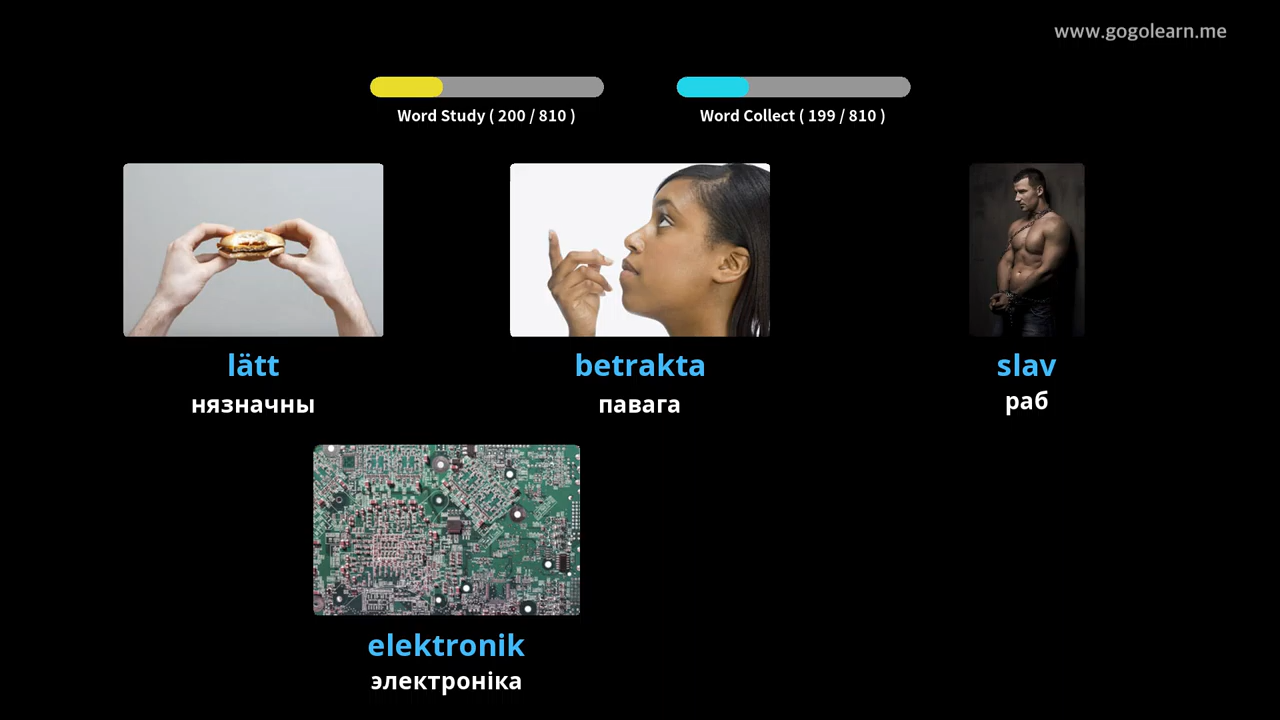 www.gogolearn.me
Word Study ( 200 / 810 )
Word Collect ( 199 / 810 )
lätt
нязначны
betrakta
павага
slav
раб
elektronik
электроніка